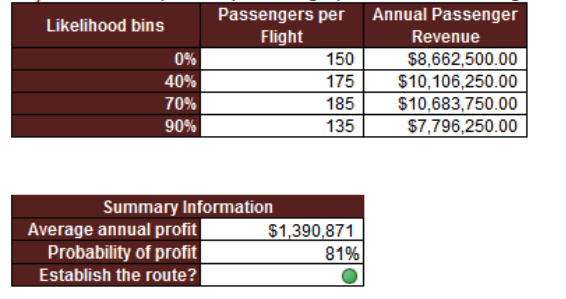 Likelihood bins Passengers per Flight Annual Passenger Revenue
0% 150 $8,662,500.00
40% 175 $10,106,250.00
70% 185 $10,683,750.00
90% 135 $7,796,250.00
Summary Information
Average annual profit $1,390,871
Probability of profit 81%
Establish the route?